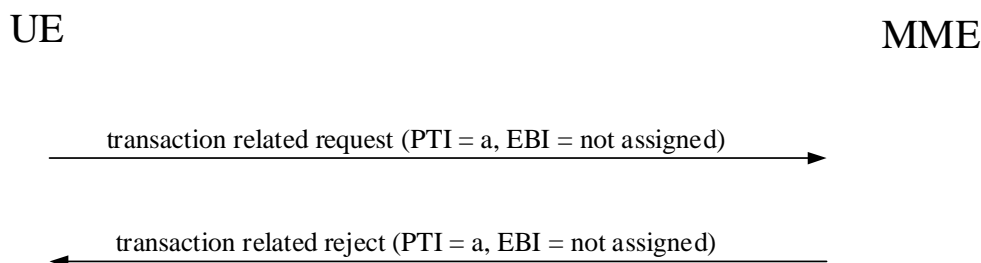 UE
MME
transaction related request (PTI = a, EBI = not assigned)
transaction related reject (PTI = a, EBI = not assigned)